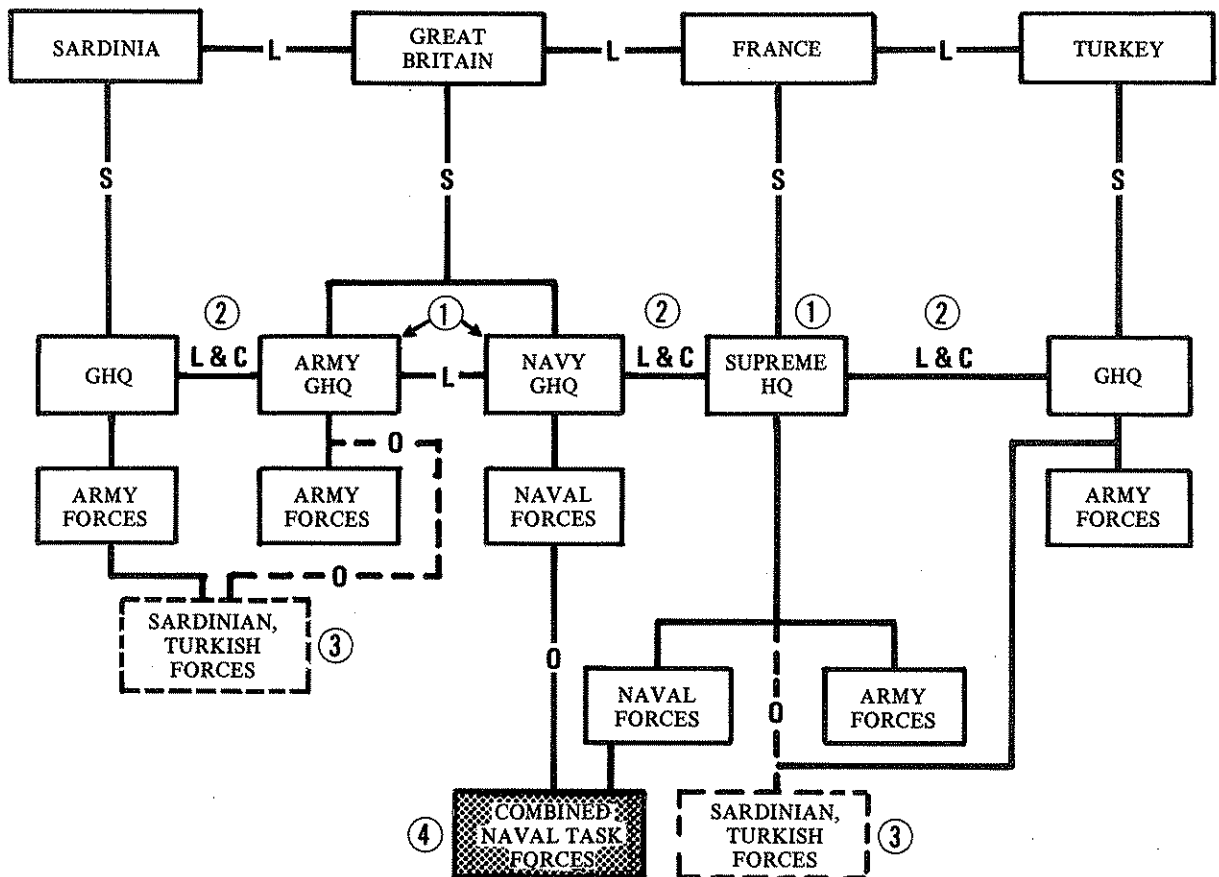 SARDINIA
L
GREAT
BRITAIN
L
FRANCE
L
TURKEY
S
S
S
S
2
1
2
1
2
GHQ
L & C
ARMY
GHQ
L
NAVY
GHQ
L & C
SUPREME
HQ
L & C
GHQ
O
ARMY
FORCES
ARMY
FORCES
NAVAL
FORCES
ARMY
FORCES
O
SARDINIAN,
TURKISH
FORCES
3
O
NAVAL
FORCES
O
ARMY
FORCES
4
COMBINED
NAVAL TASK
FORCES
SARDINIAN,
TURKISH
FORCES
3